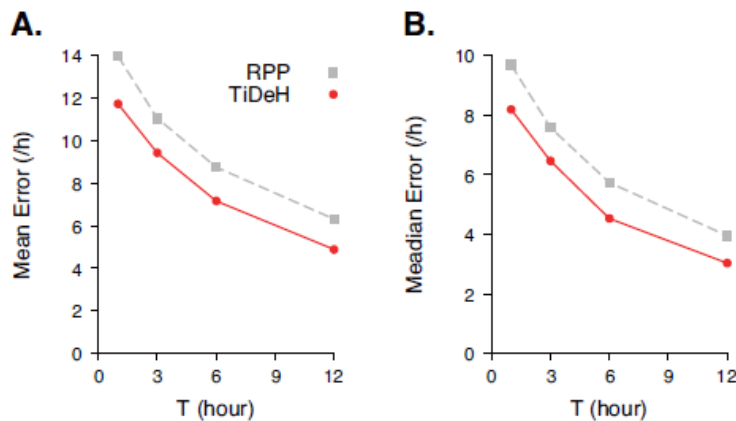 A.
14
12
10
8
6
4
2
0
Mean Error (/h)
0 3 6 9 12
T (hour)
RPP
TiDeH
B.
10
8
6
4
2
0
Meadian Error (/h)
0 3 6 9 12
T (hour)